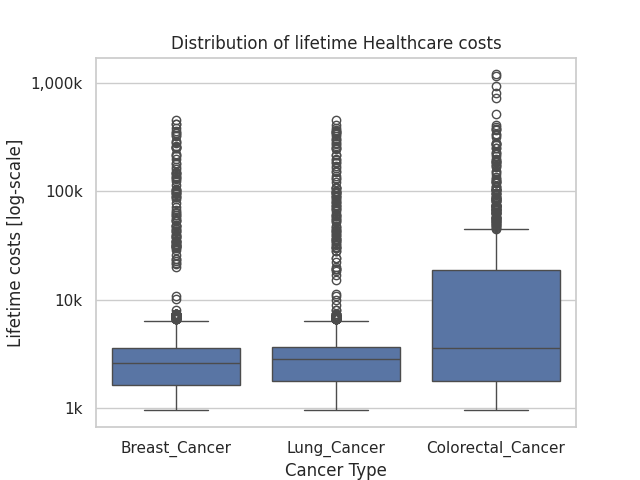 Distribution of lifetime Healthcare costs
Lifetime costs [log-scale]
1,000k
100k
10k
1k
Breast_Cancer
Lung_Cancer
Colorectal_Cancer
Cancer Type